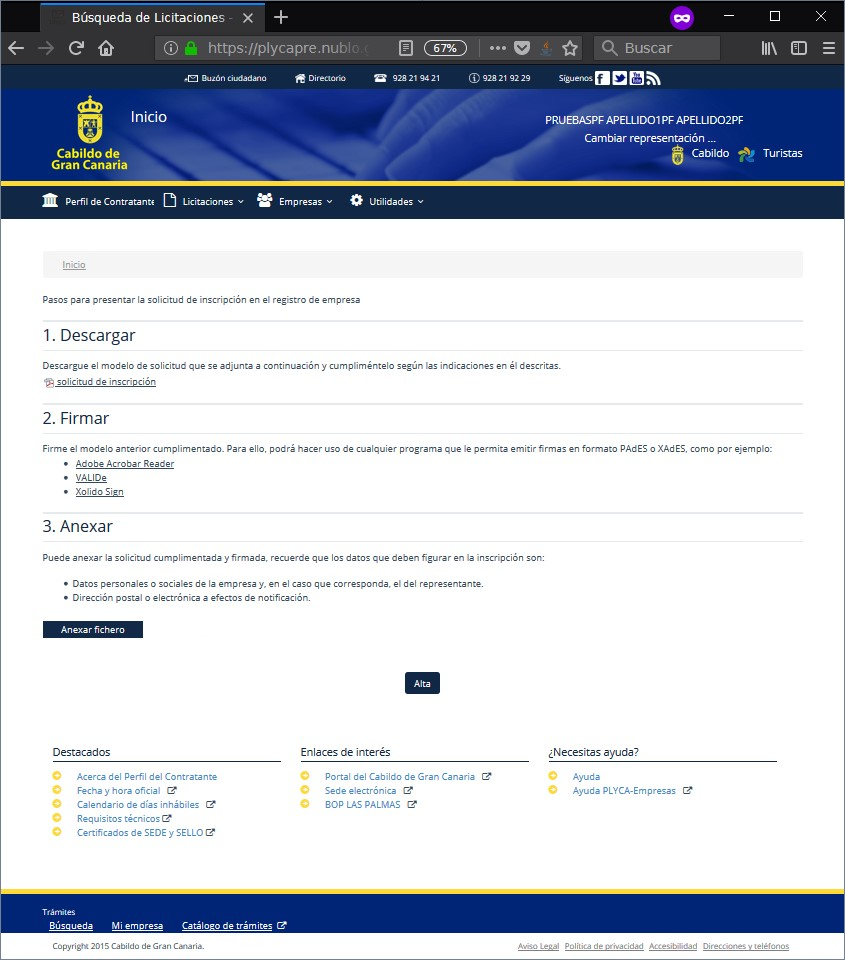 Búsqueda de Licitaciones -
https://plycapre.nublo.g
67%
Buscar
Buzón ciudadano
Directorio
928 21 94 21
928 21 92 29
Síguenos
Cabildo de
Gran Canaria
Inicio
PRUEBASPF APELLIDO1PF APELLIDO2PF
Cambiar representación ...
Cabildo
Turistas
Perfil de Contratante
Licitaciones
Empresas
Utilidades
Inicio
Pasos para presentar la solicitud de inscripción en el registro de empresa
1. Descargar
Descargue el modelo de solicitud que se adjunta a continuación y cumpliméntelo según las indicaciones en él descritas.
solicitud de inscripción
2. Firmar
Firme el modelo anterior cumplimentado. Para ello, podrá hacer uso de cualquier programa que le permita emitir firmas en formato PAdES o XAdES, como por ejemplo:
Adobe Acrobar Reader
VALIDe
Xolido Sign
3. Anexar
Puede anexar la solicitud cumplimentada y firmada, recuerde que los datos que deben figurar en la inscripción son:
Datos personales o sociales de la empresa y, en el caso que corresponda, el del representante.
Dirección postal o electrónica a efectos de notificación.
Anexar fichero
Alta
Destacados
Acerca del Perfil del Contratante
Fecha y hora oficial
Calendario de días inhábiles
Requisitos técnicos
Certificados de SEDE y SELLO
Enlaces de interés
Portal del Cabildo de Gran Canaria
Sede electrónica
BOP LAS PALMAS
¿Necesitas ayuda?
Ayuda
Ayuda PLYCA-Empresas
Trámites
Búsqueda Mi empresa Catálogo de trámites
Copyright 2015 Cabildo de Gran Canaria.
Aviso Legal Política de privacidad Accesibilidad Direcciones y teléfonos